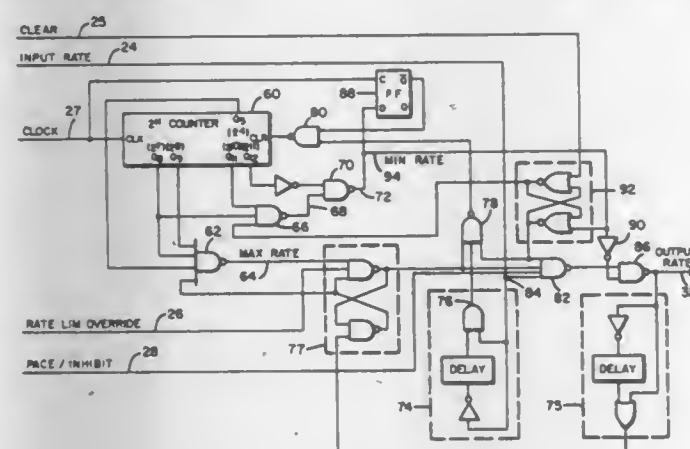 CLEAR
25
INPUT RATE
24
27
CLOCK
60
2ⁿ COUNTER
CLK
CLR
Q5
C
Q̅
88
D
Q
80
70
72
MIN RATE
94
68
66
62
MAX RATE
64
78
92
90
86
OUTPUT
RATE
84
82
77
RATE LIM OVERRIDE
26
PACE/INHIBIT
28
76
DELAY
74
DELAY
75